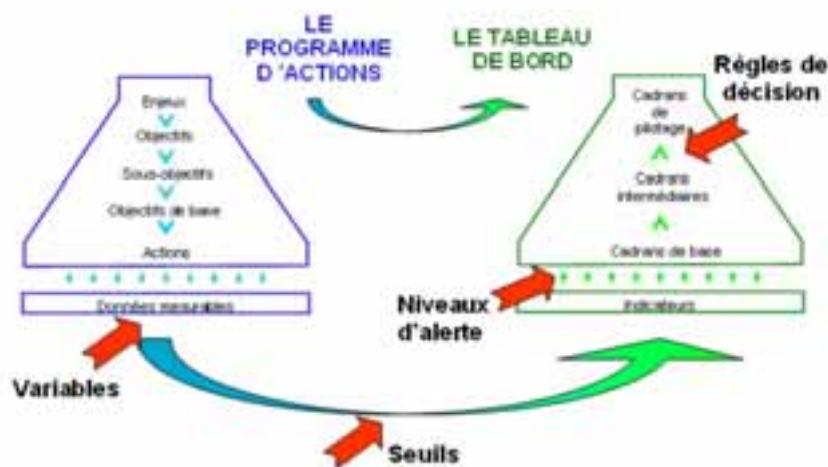 LE
PROGRAMME
D 'ACTIONS
LE TABLEAU
DE BORD
Régles de
décision
Enjeux
Objectifs
Sous-objectifs
Objectifs de base
Actions
Données mesurables
Cadrans
de
pilotage
Cadrans
intermédiaires
Cadrans de base
Indicateurs
Niveaux
d'alerte
Variables
Seuils